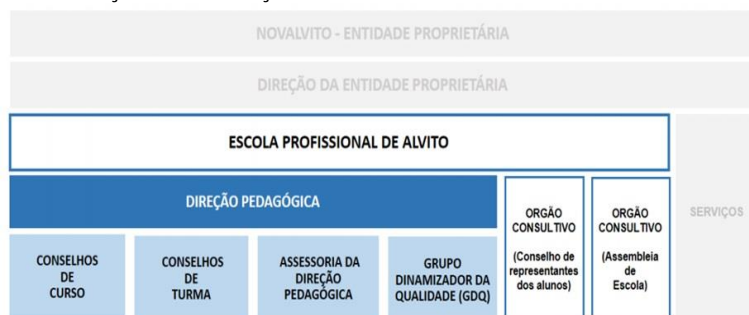 NOVALVITO - ENTIDADE PROPRIETÁRIA
DIREÇÃO DA ENTIDADE PROPRIETÁRIA
ESCOLA PROFISSIONAL DE ALVITO
DIREÇÃO PEDAGÓGICA
CONSELHOS
DE
CURSO
CONSELHOS
DE
TURMA
ASSESSORIA DA
DIREÇÃO
PEDAGÓGICA
GRUPO
DINAMIZADOR DA
QUALIDADE (GDQ)
ORGÃO
CONSULTIVO
(Conselho de
representantes
dos alunos)
ORGÃO
CONSULTIVO
(Assembleia
de
Escola)
SERVIÇOS